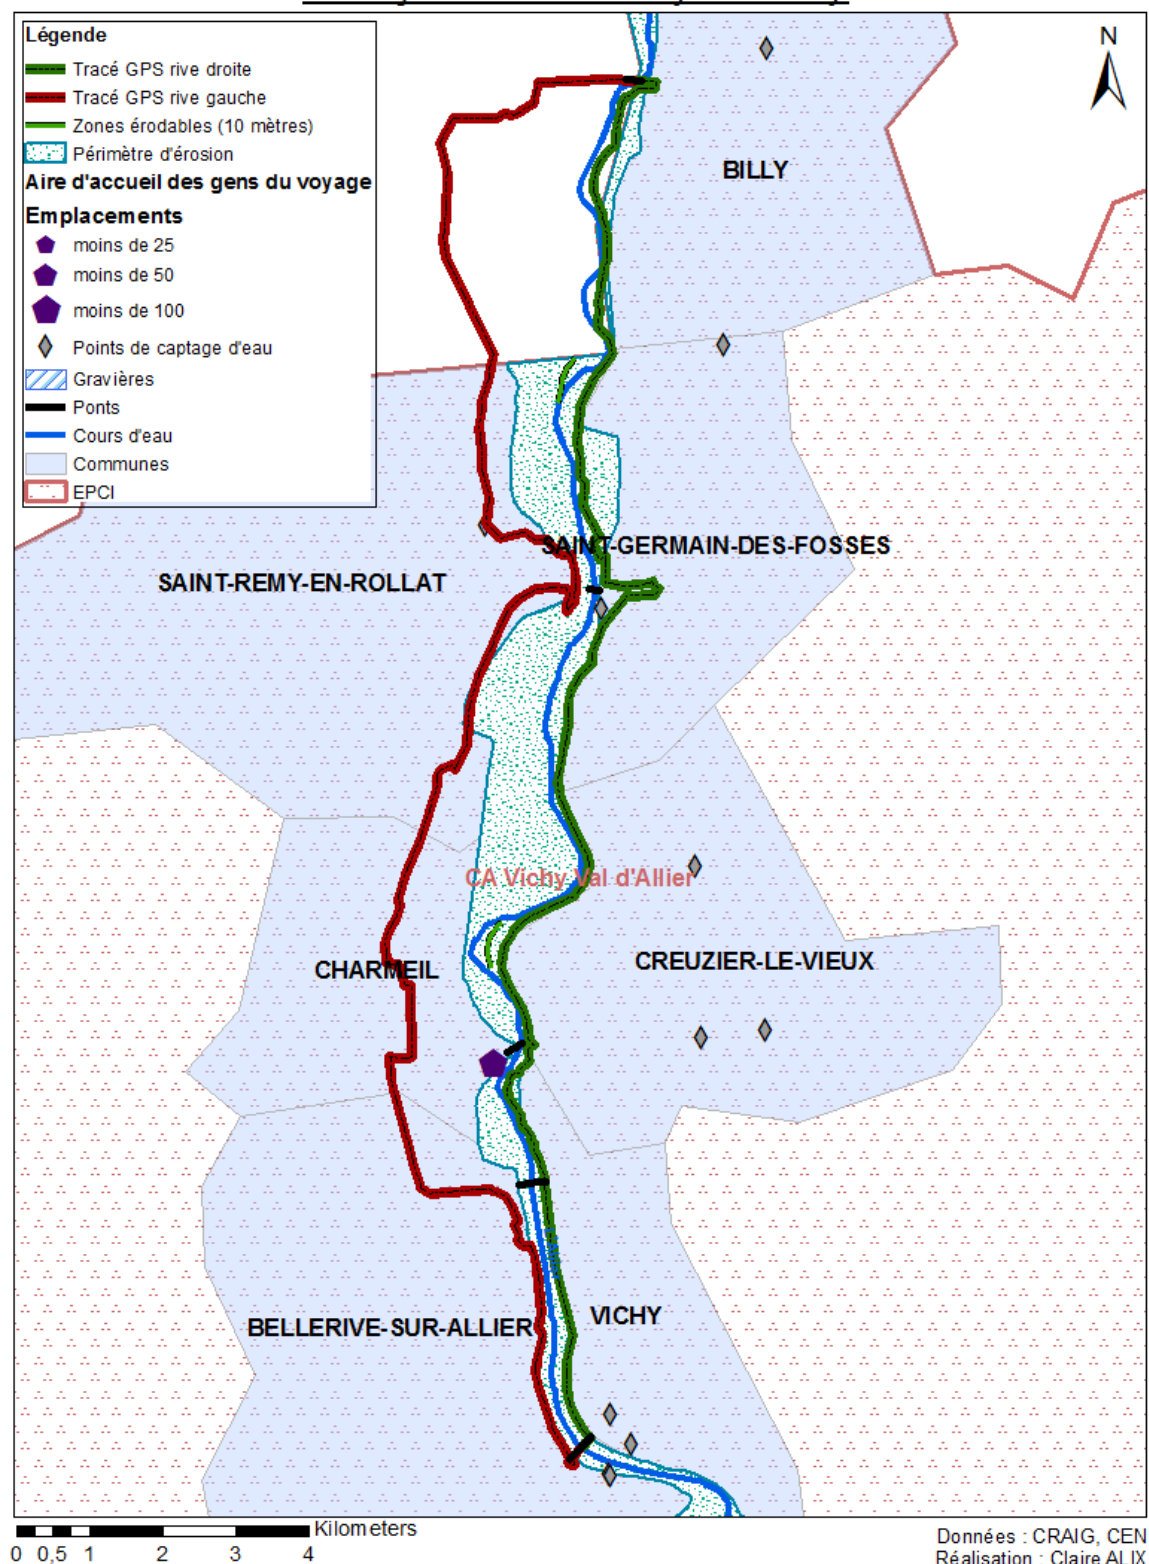 Légende
Tracé GPS rive droite
Tracé GPS rive gauche
Zones érodables (10 mètres)
Périmètre d'érosion
Aire d'accueil des gens du voyage
Emplacements
moins de 25
moins de 50
moins de 100
Points de captage d'eau
Gravières
Ponts
Cours d'eau
Communes
EPCI
N
BILLY
SAINT-GERMAIN-DES-FOSSES
SAINT-REMY-EN-ROLLAT
CA Vichy Val d'Allier
CREUZIER-LE-VIEUX
CHARMEIL
VICHY
BELLERIVE-SUR-ALLIER
Kilometers
0 0,5 1 2 3 4
Données : CRAIG, CEN
Réalisation : Claire ALIX